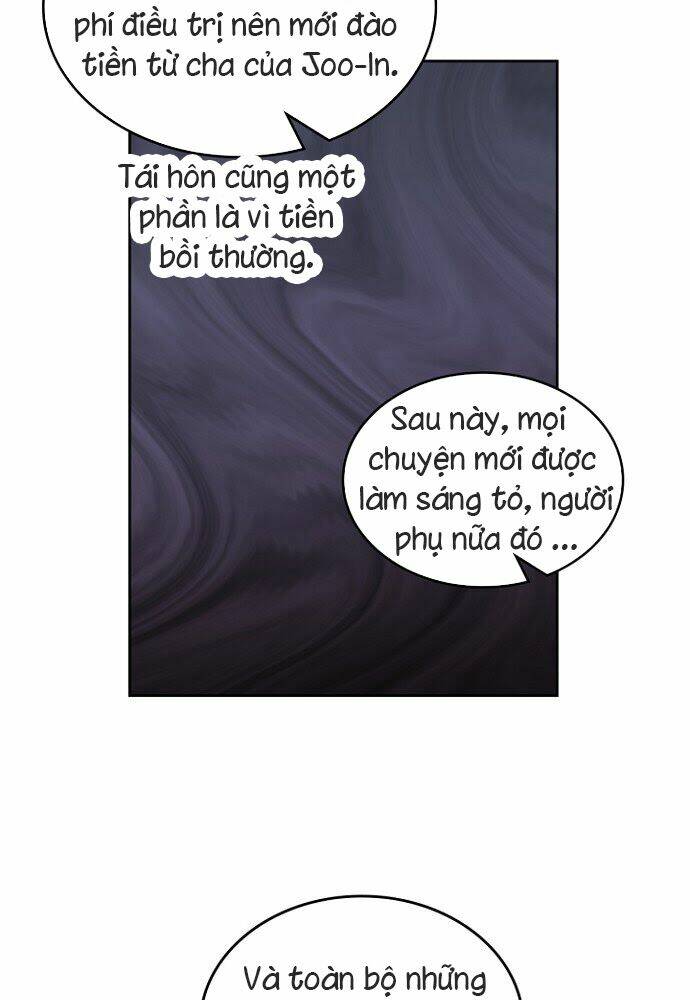 phí điều trị nên mới đào
tiền từ cha của Joo-In.
Tái hôn cũng một
phần là vì tiền
bồi thường.
Sau này, mọi
chuyện mới được
làm sáng tỏ, người
phụ nữa đó ...
Và toàn bộ những